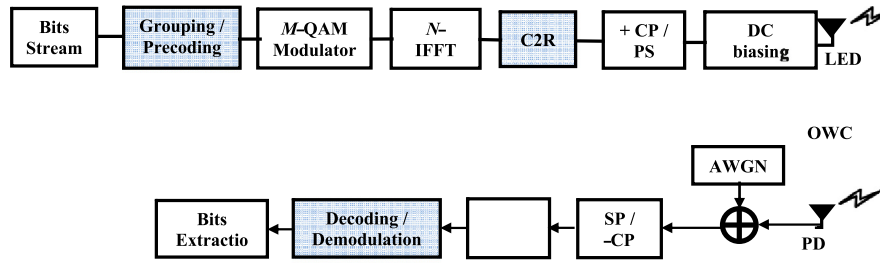 Bits
Stream
Grouping /
Precoding
M–QAM
Modulator
N–
IFFT
C2R
+ CP /
PS
DC
biasing
LED
OWC
AWGN
Bits
Extractio
Decoding /
Demodulation
SP /
–CP
PD